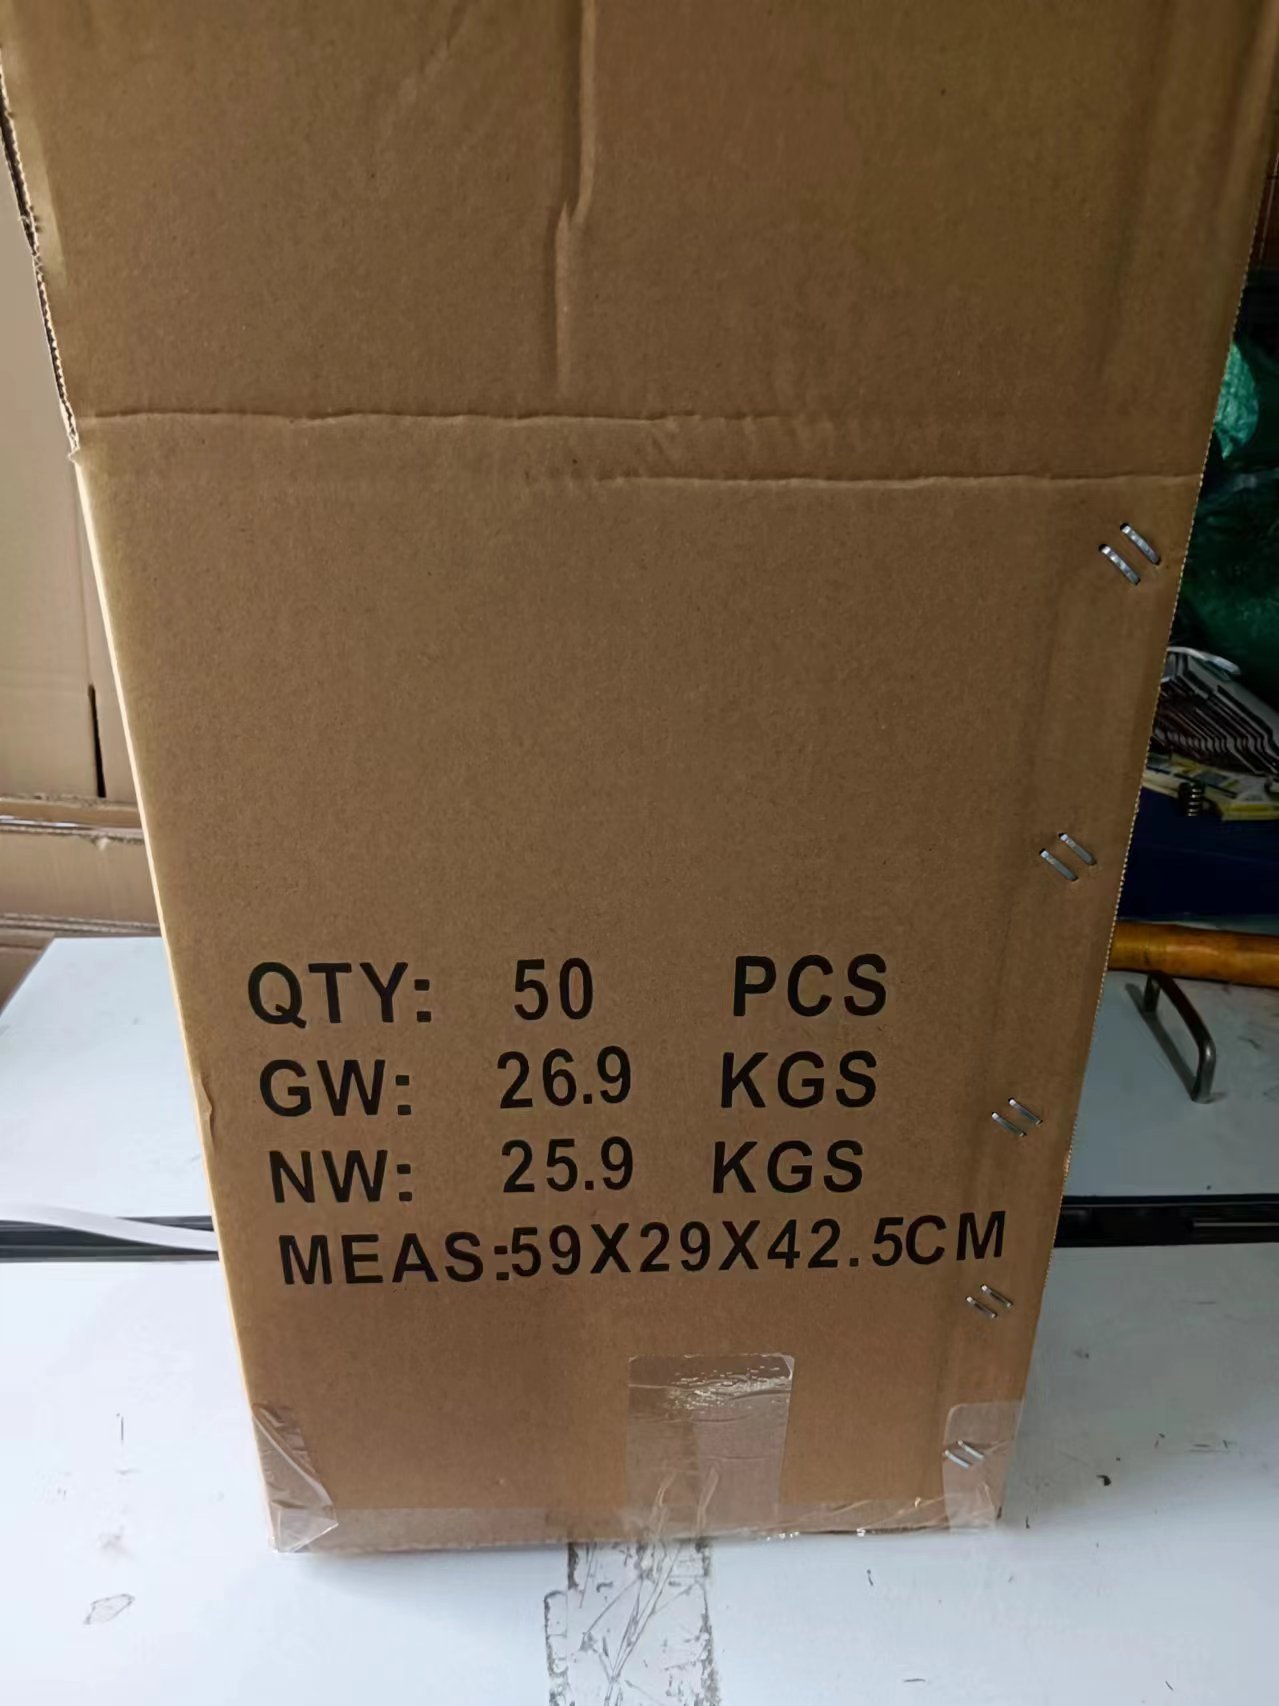 QTY: 50 PCS
GW: 26.9 KGS
NW: 25.9 KGS
MEAS:59X29X42.5CM